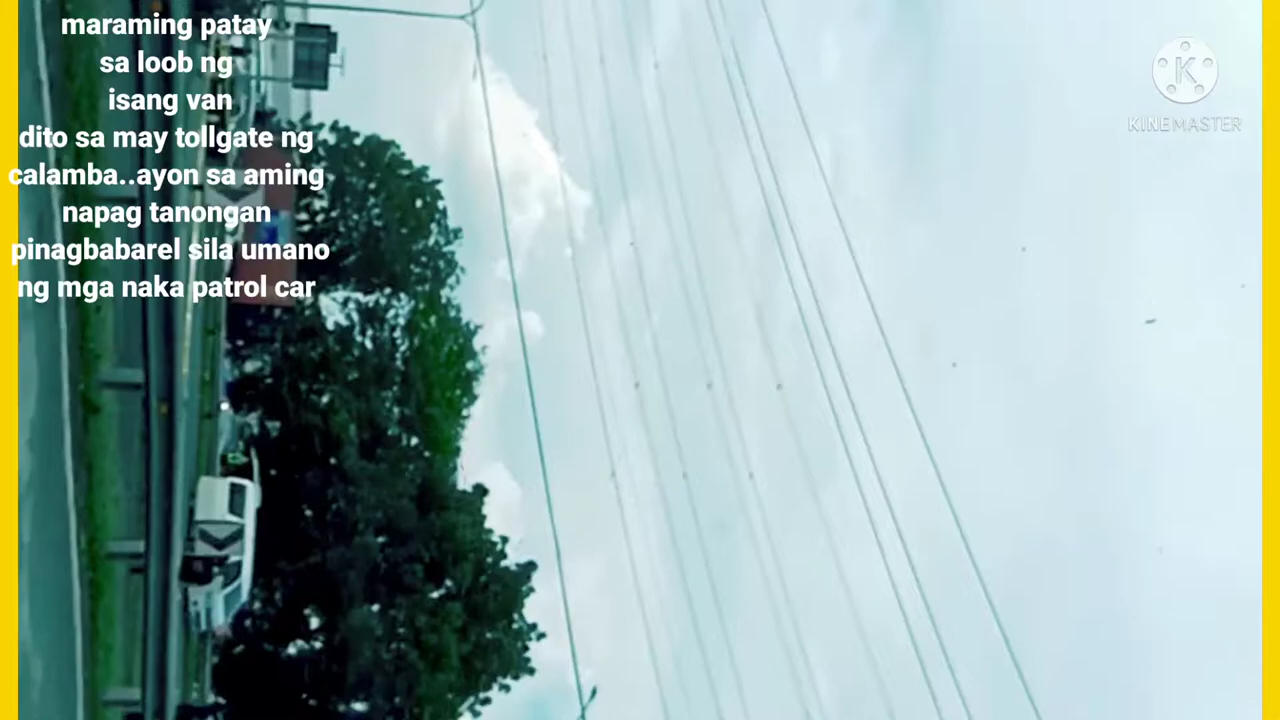 maraming patay
sa loob ng
isang van
dito sa may tollgate ng
calamba..ayon sa aming
napag tanongan
pinagbabarel sila umano
ng mga naka patrol car
K
KINEMASTER